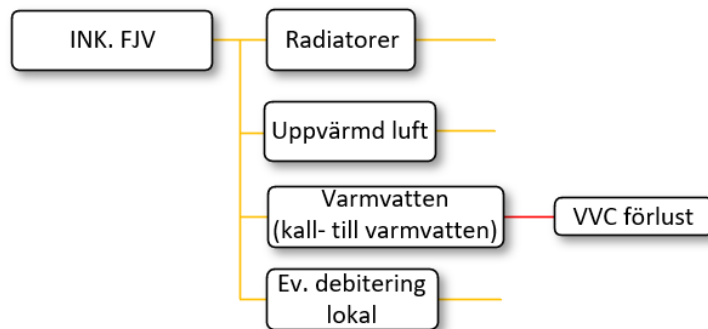 INK. FJV
Radiatorer
Uppvärmd luft
Varmvatten
(kall- till varmvatten)
VVC förlust
Ev. debitering
lokal